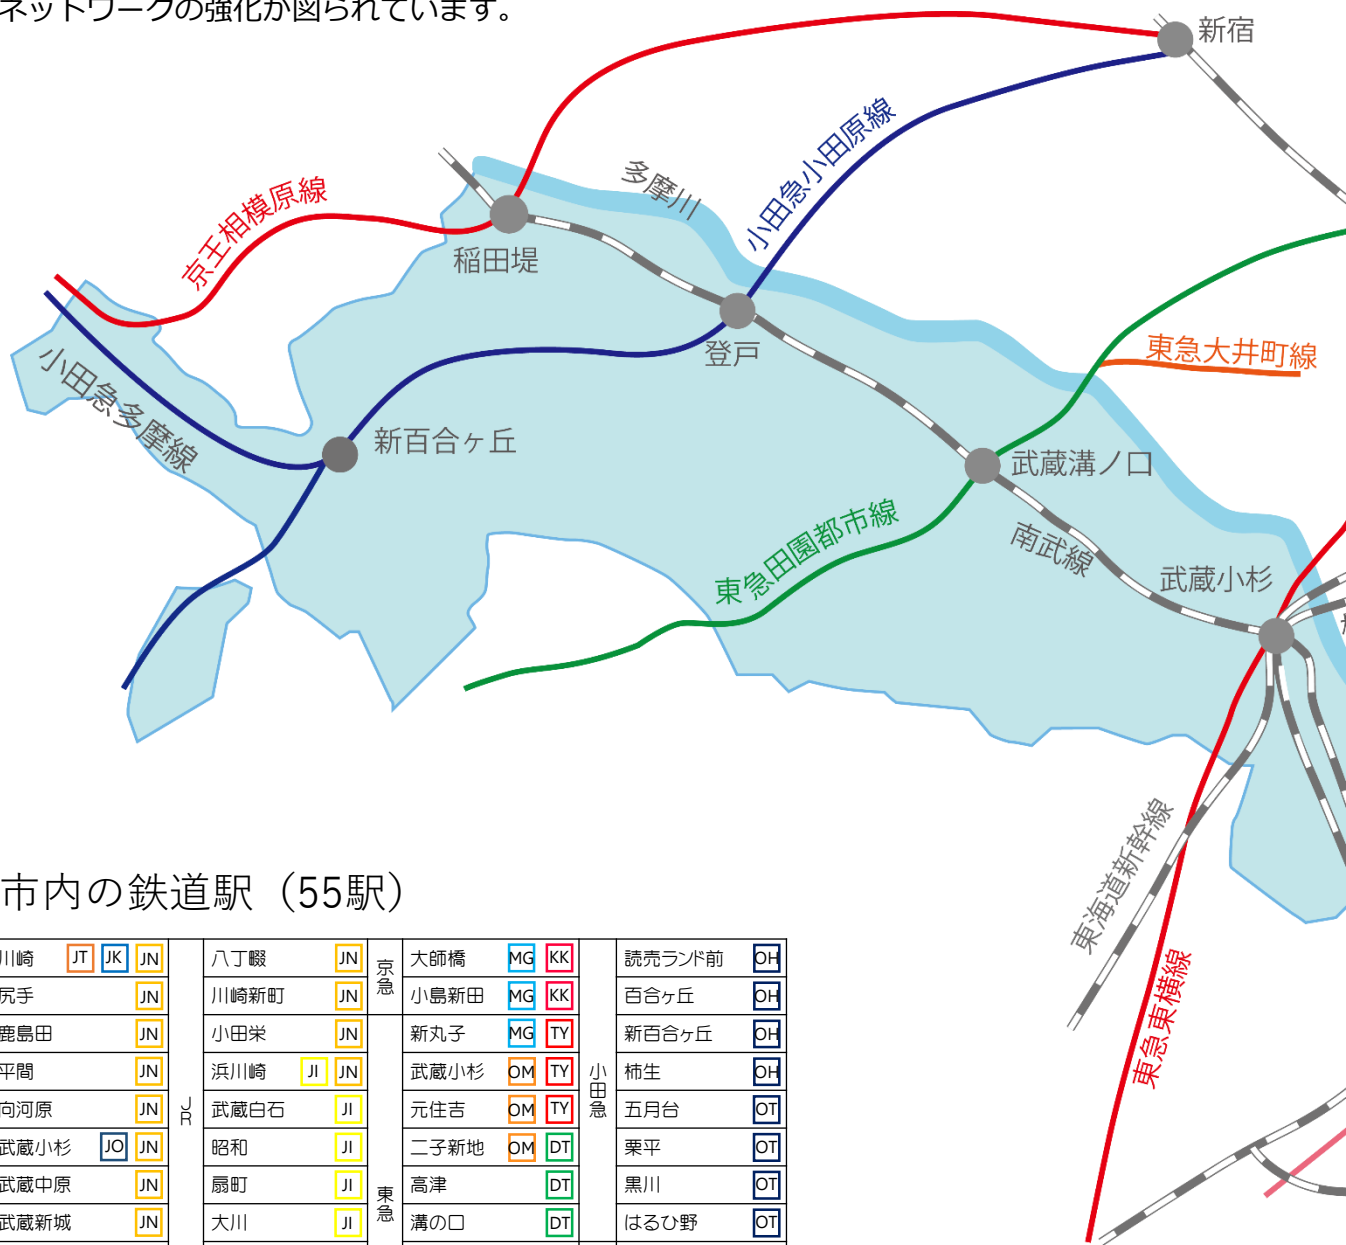 ネットワークの強化が図られています。
新宿
多摩川
小田急小田原線
京王相模原線
稲田堤
登戸
東急大井町線
小田急多摩線
新百合ヶ丘
武蔵溝ノ口
東急田園都市線
南武線
武蔵小杉
東海道新幹線
東急東横線
市内の鉄道駅（55駅）
川崎 JT JK JN 八丁畷 JN 京急 大師橋 MG KK 読売ランド前 OH
尻手 JN 川崎新町 JN 小島新田 MG KK 百合ヶ丘 OH
鹿島田 JN 小田栄 JN 新丸子 MG TY 新百合ヶ丘 OH
平間 JN 浜川崎 JI JN 武蔵小杉 OM TY 小田急 柿生 OH
向河原 JN JR 武蔵白石 JI 元住吉 OM TY 五月台 OT
武蔵小杉 JO JN 昭和 JI 二子新地 OM DT 栗平 OT
武蔵中原 JN 扇町 JI 東急 高津 DT 黒川 OT
武蔵新城 JN 大川 JI 溝の口 DT はるひ野 OT